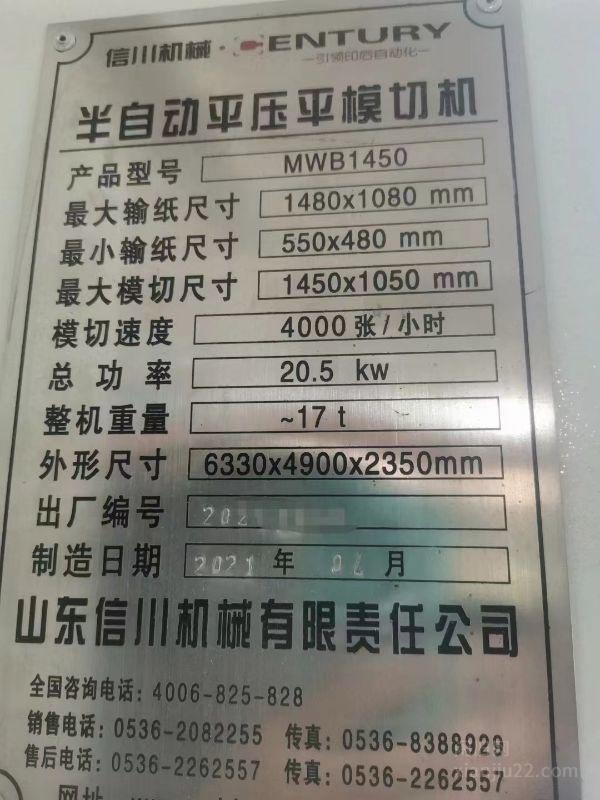 信川机械 · CENTURY
—引领印后自动化—
半自动平压平模切机
产品型号 MWB1450
最大输纸尺寸 1480x1080 mm
最小输纸尺寸 550x480 mm
最大模切尺寸 1450x1050 mm
模切速度 4000 张/小时
总功率 20.5 kw
整机重量 ~17 t
外形尺寸 6330x4900x2350mm
出厂编号 202
制造日期 2021 年 月
山东信川机械有限责任公司
全国咨询电话: 4006-825-828
销售电话: 0536-2082255 传真: 0536-8388929
售后电话: 0536-2262557 传真: 0536-2262557
网址